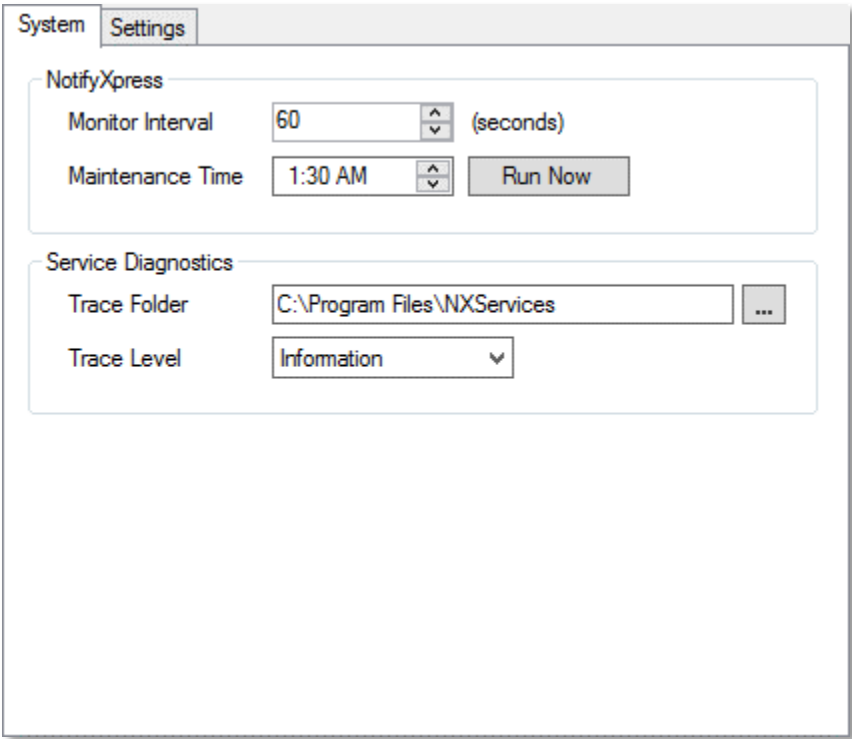 System Settings
NotifyXpress
Monitor Interval 60 (seconds)
Maintenance Time 1:30 AM Run Now
Service Diagnostics
Trace Folder C:\Program Files\NXServices ...
Trace Level Information